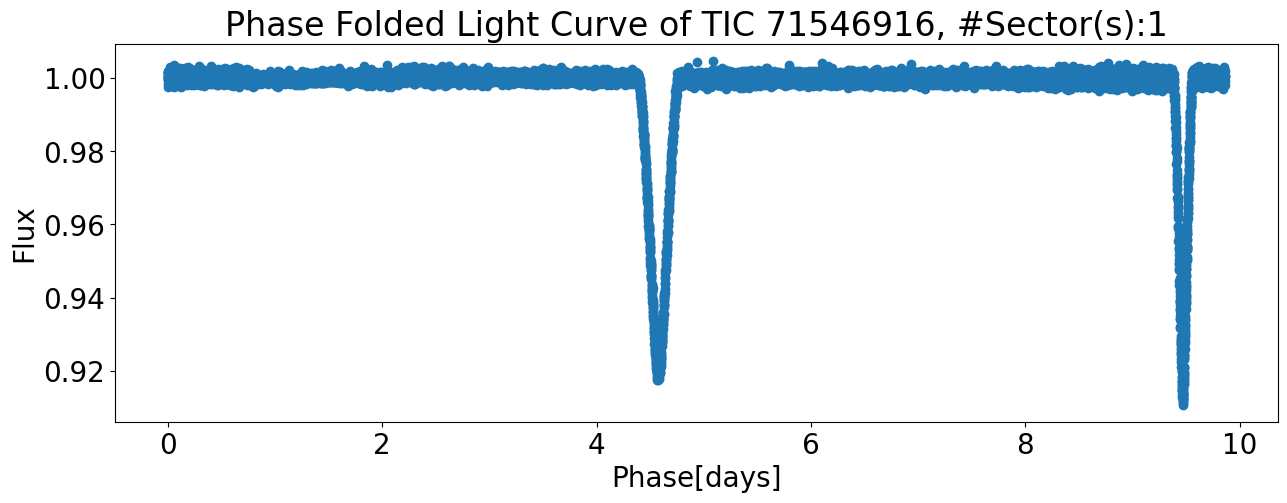 Phase Folded Light Curve of TIC 71546916, #Sector(s):1
1.00
0.98
0.96
0.94
0.92
Flux
0 2 4 6 8 10
Phase[days]